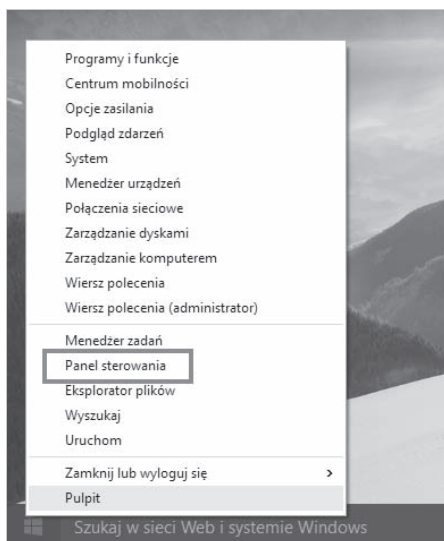 Programy i funkcje
Centrum mobilności
Opcje zasilania
Podgląd zdarzeń
System
Menedżer urządzeń
Połączenia sieciowe
Zarządzanie dyskami
Zarządzanie komputerem
Wiersz polecenia
Wiersz polecenia (administrator)
Menedżer zadań
Panel sterowania
Eksplorator plików
Wyszukaj
Uruchom
Zamknij lub wyloguj się
Pulpit
Szukaj w sieci Web i systemie Windows